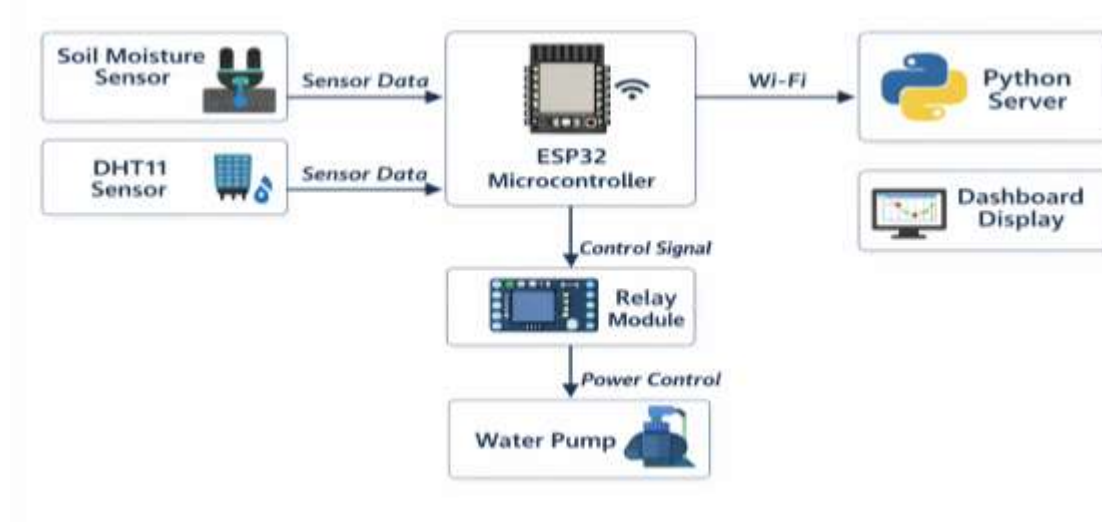 Soil Moisture
Sensor
Sensor Data
DHT11
Sensor
Sensor Data
ESP32
Microcontroller
Wi-Fi
Python
Server
Dashboard
Display
Control Signal
Relay
Module
Power Control
Water Pump